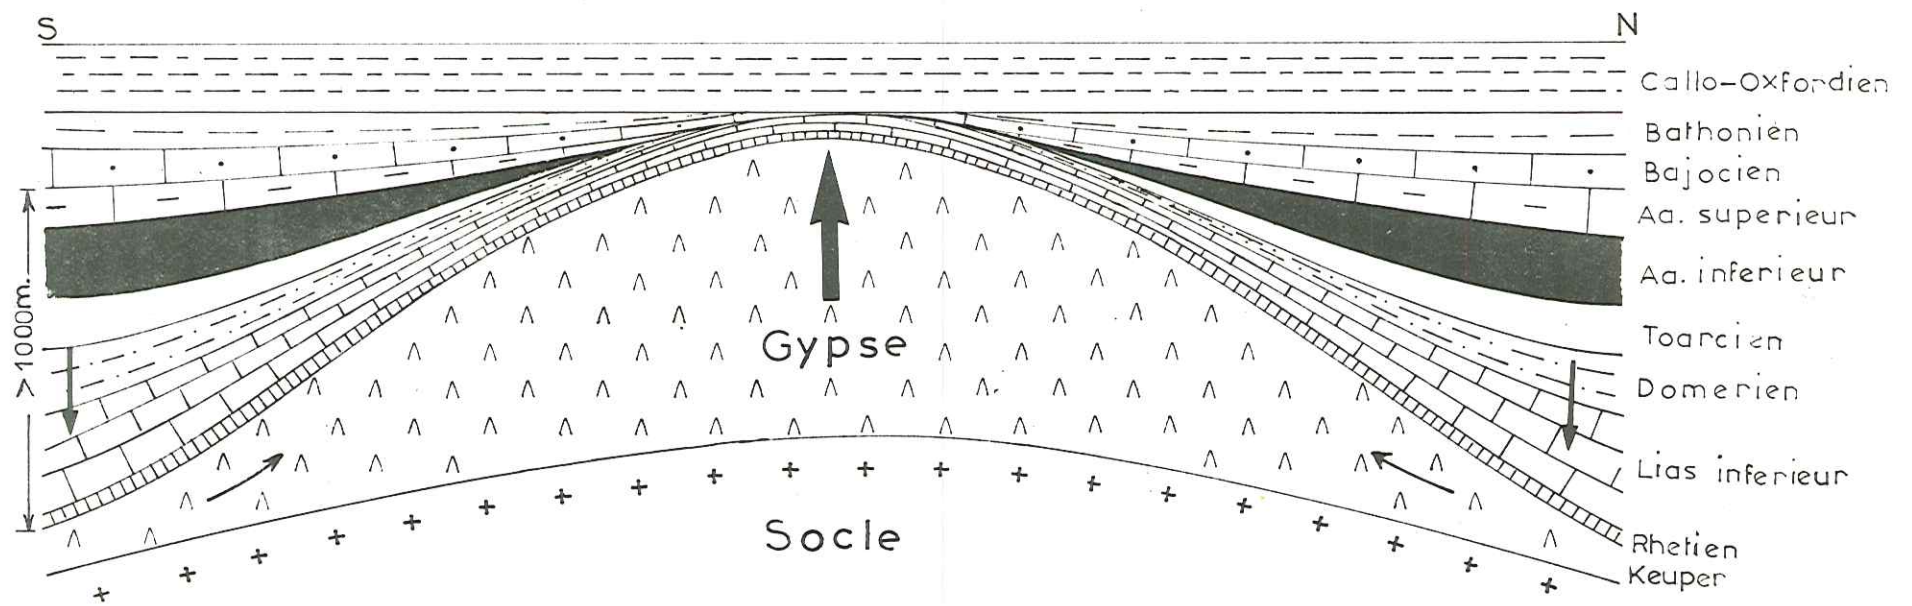 S
N
Callo-Oxfordien
Bathonien
Bajocien
Aa. superieur
Aa. inferieur
Toarcien
Domerien
Lias inferieur
Rhetien
Keuper
> 1000m.
Gypse
Socle